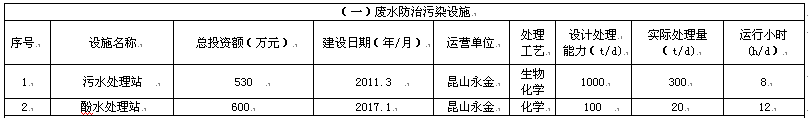 （一）废水防治污染设施
序号 设施名称 总投资额（万元） 建设日期（年/月） 运营单位 处理工艺 设计处理能力（t/d） 实际处理量（t/d） 运行小时(h/d)
1. 污水处理站 530 2011.3 昆山永金 生物化学 1000 300 8
2. 酚水处理站 600 2017.1 昆山永金 化学 100 20 12